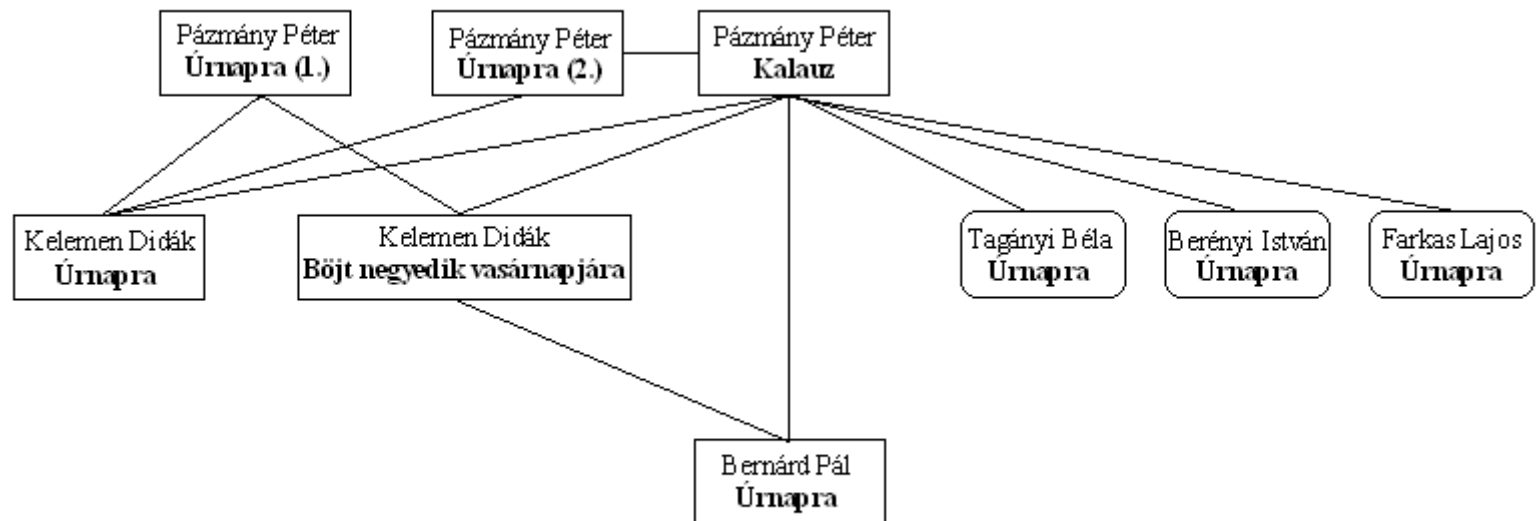 Pázmány Péter
Úrnapra (1.)
Pázmány Péter
Úrnapra (2.)
Pázmány Péter
Kalauz
Kelemen Didák
Úrnapra
Kelemen Didák
Böjt negyedik vasárnapjára
Tagányi Béla
Úrnapra
Berényi István
Úrnapra
Farkas Lajos
Úrnapra
Bernárd Pál
Úrnapra